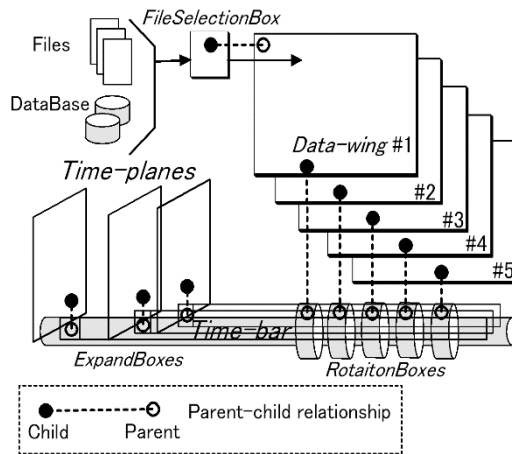 FileSelectionBox
Files
DataBase
Data-wing #1
#2
#3
#4
#5
Time-planes
Time-bar
ExpandBoxes
RotaitonBoxes
Parent-child relationship
Child
Parent